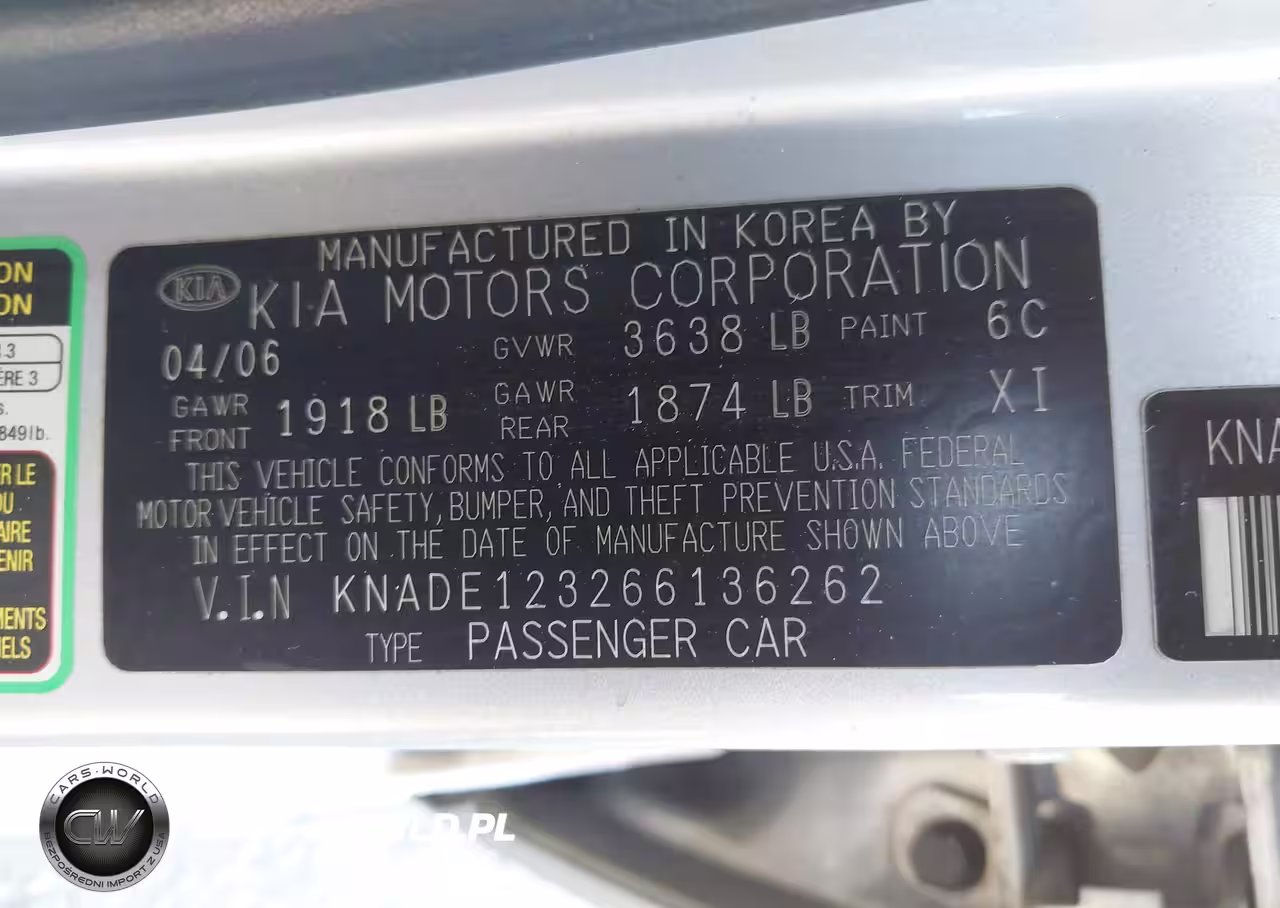 MANUFACTURED IN KOREA BY
KIA KIA MOTORS CORPORATION
04/06 GVWR 3638 LB PAINT 6C
GAWR FRONT 1918 LB GAWR REAR 1874 LB TRIM XI
THIS VEHICLE CONFORMS TO ALL APPLICABLE U.S.A. FEDERAL
MOTOR VEHICLE SAFETY, BUMPER, AND THEFT PREVENTION STANDARDS
IN EFFECT ON THE DATE OF MANUFACTURE SHOWN ABOVE
V.I.N KNADE123266136262
TYPE PASSENGER CAR
ON
ON
3
ÈRE 3
s.
849lb.
R LE
OU
AIRE
ENIR
MENTS
ELS
KNA
CARS-WORLD
CW
BEZPOŚREDNI IMPORT Z USA
LD.PL